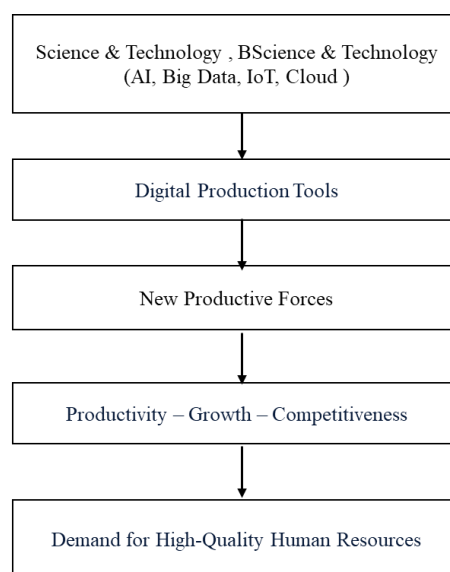 Science & Technology , BScience & Technology
(AI, Big Data, IoT, Cloud )
Digital Production Tools
New Productive Forces
Productivity – Growth – Competitiveness
Demand for High-Quality Human Resources